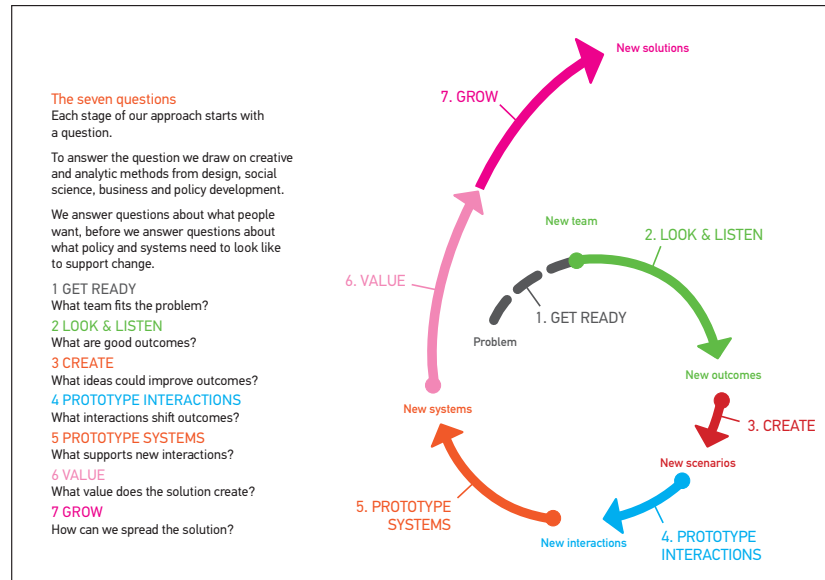 The seven questions
Each stage of our approach starts with
a question.
To answer the question we draw on creative
and analytic methods from design, social
science, business and policy development.
We answer questions about what people
want, before we answer questions about
what policy and systems need to look like
to support change.
1 GET READY
What team fits the problem?
2 LOOK & LISTEN
What are good outcomes?
3 CREATE
What ideas could improve outcomes?
4 PROTOTYPE INTERACTIONS
What interactions shift outcomes?
5 PROTOTYPE SYSTEMS
What supports new interactions?
6 VALUE
What value does the solution create?
7 GROW
How can we spread the solution?
New solutions
7. GROW
New team
2. LOOK & LISTEN
6. VALUE
1. GET READY
Problem
New outcomes
New systems
3. CREATE
New scenarios
5. PROTOTYPE
SYSTEMS
New interactions
4. PROTOTYPE
INTERACTIONS